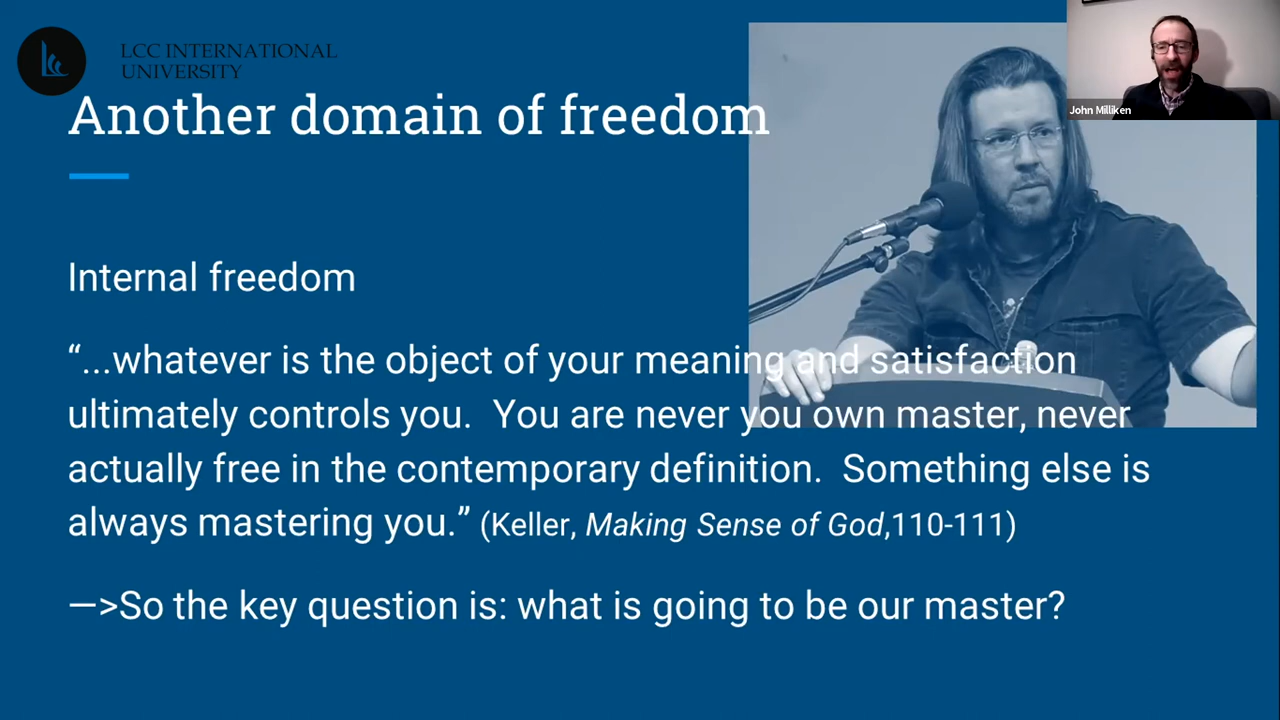 LCC INTERNATIONAL
UNIVERSITY
Another domain of freedom
John Milliken
Internal freedom
“...whatever is the object of your meaning and satisfaction
ultimately controls you.  You are never you own master, never
actually free in the contemporary definition.  Something else is
always mastering you.” (Keller, Making Sense of God,110-111)
—>So the key question is: what is going to be our master?